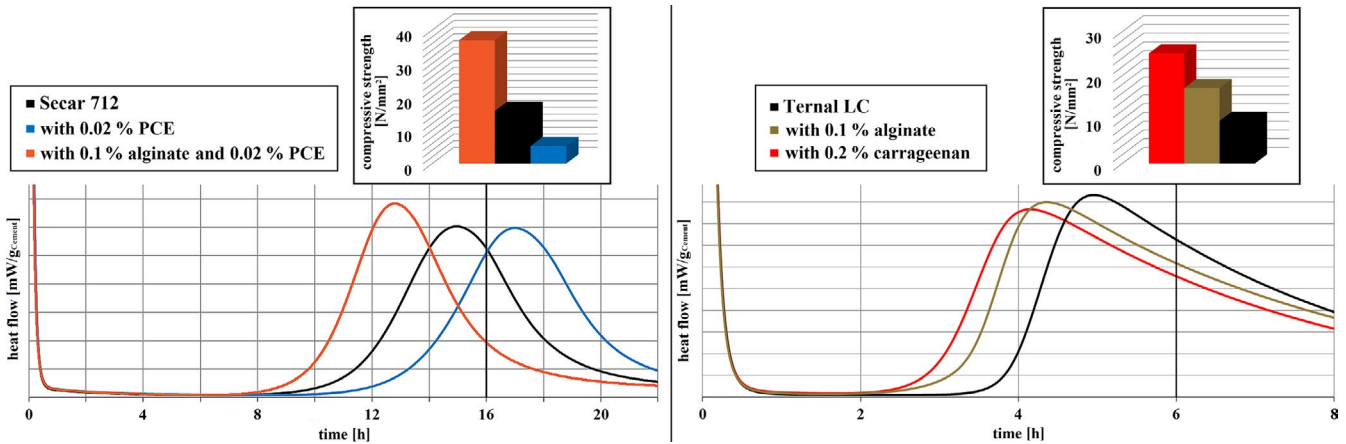 Secar 712
with 0.02 % PCE
with 0.1 % alginate and 0.02 % PCE
compressive strength
[N/mm²]
40
30
20
10
0
heat flow [mW/gCement]
0
4
8
12
16
20
time [h]
Ternal LC
with 0.1 % alginate
with 0.2 % carrageenan
compressive strength
[N/mm²]
30
20
10
0
heat flow [mW/gCement]
0
2
4
6
8
time [h]